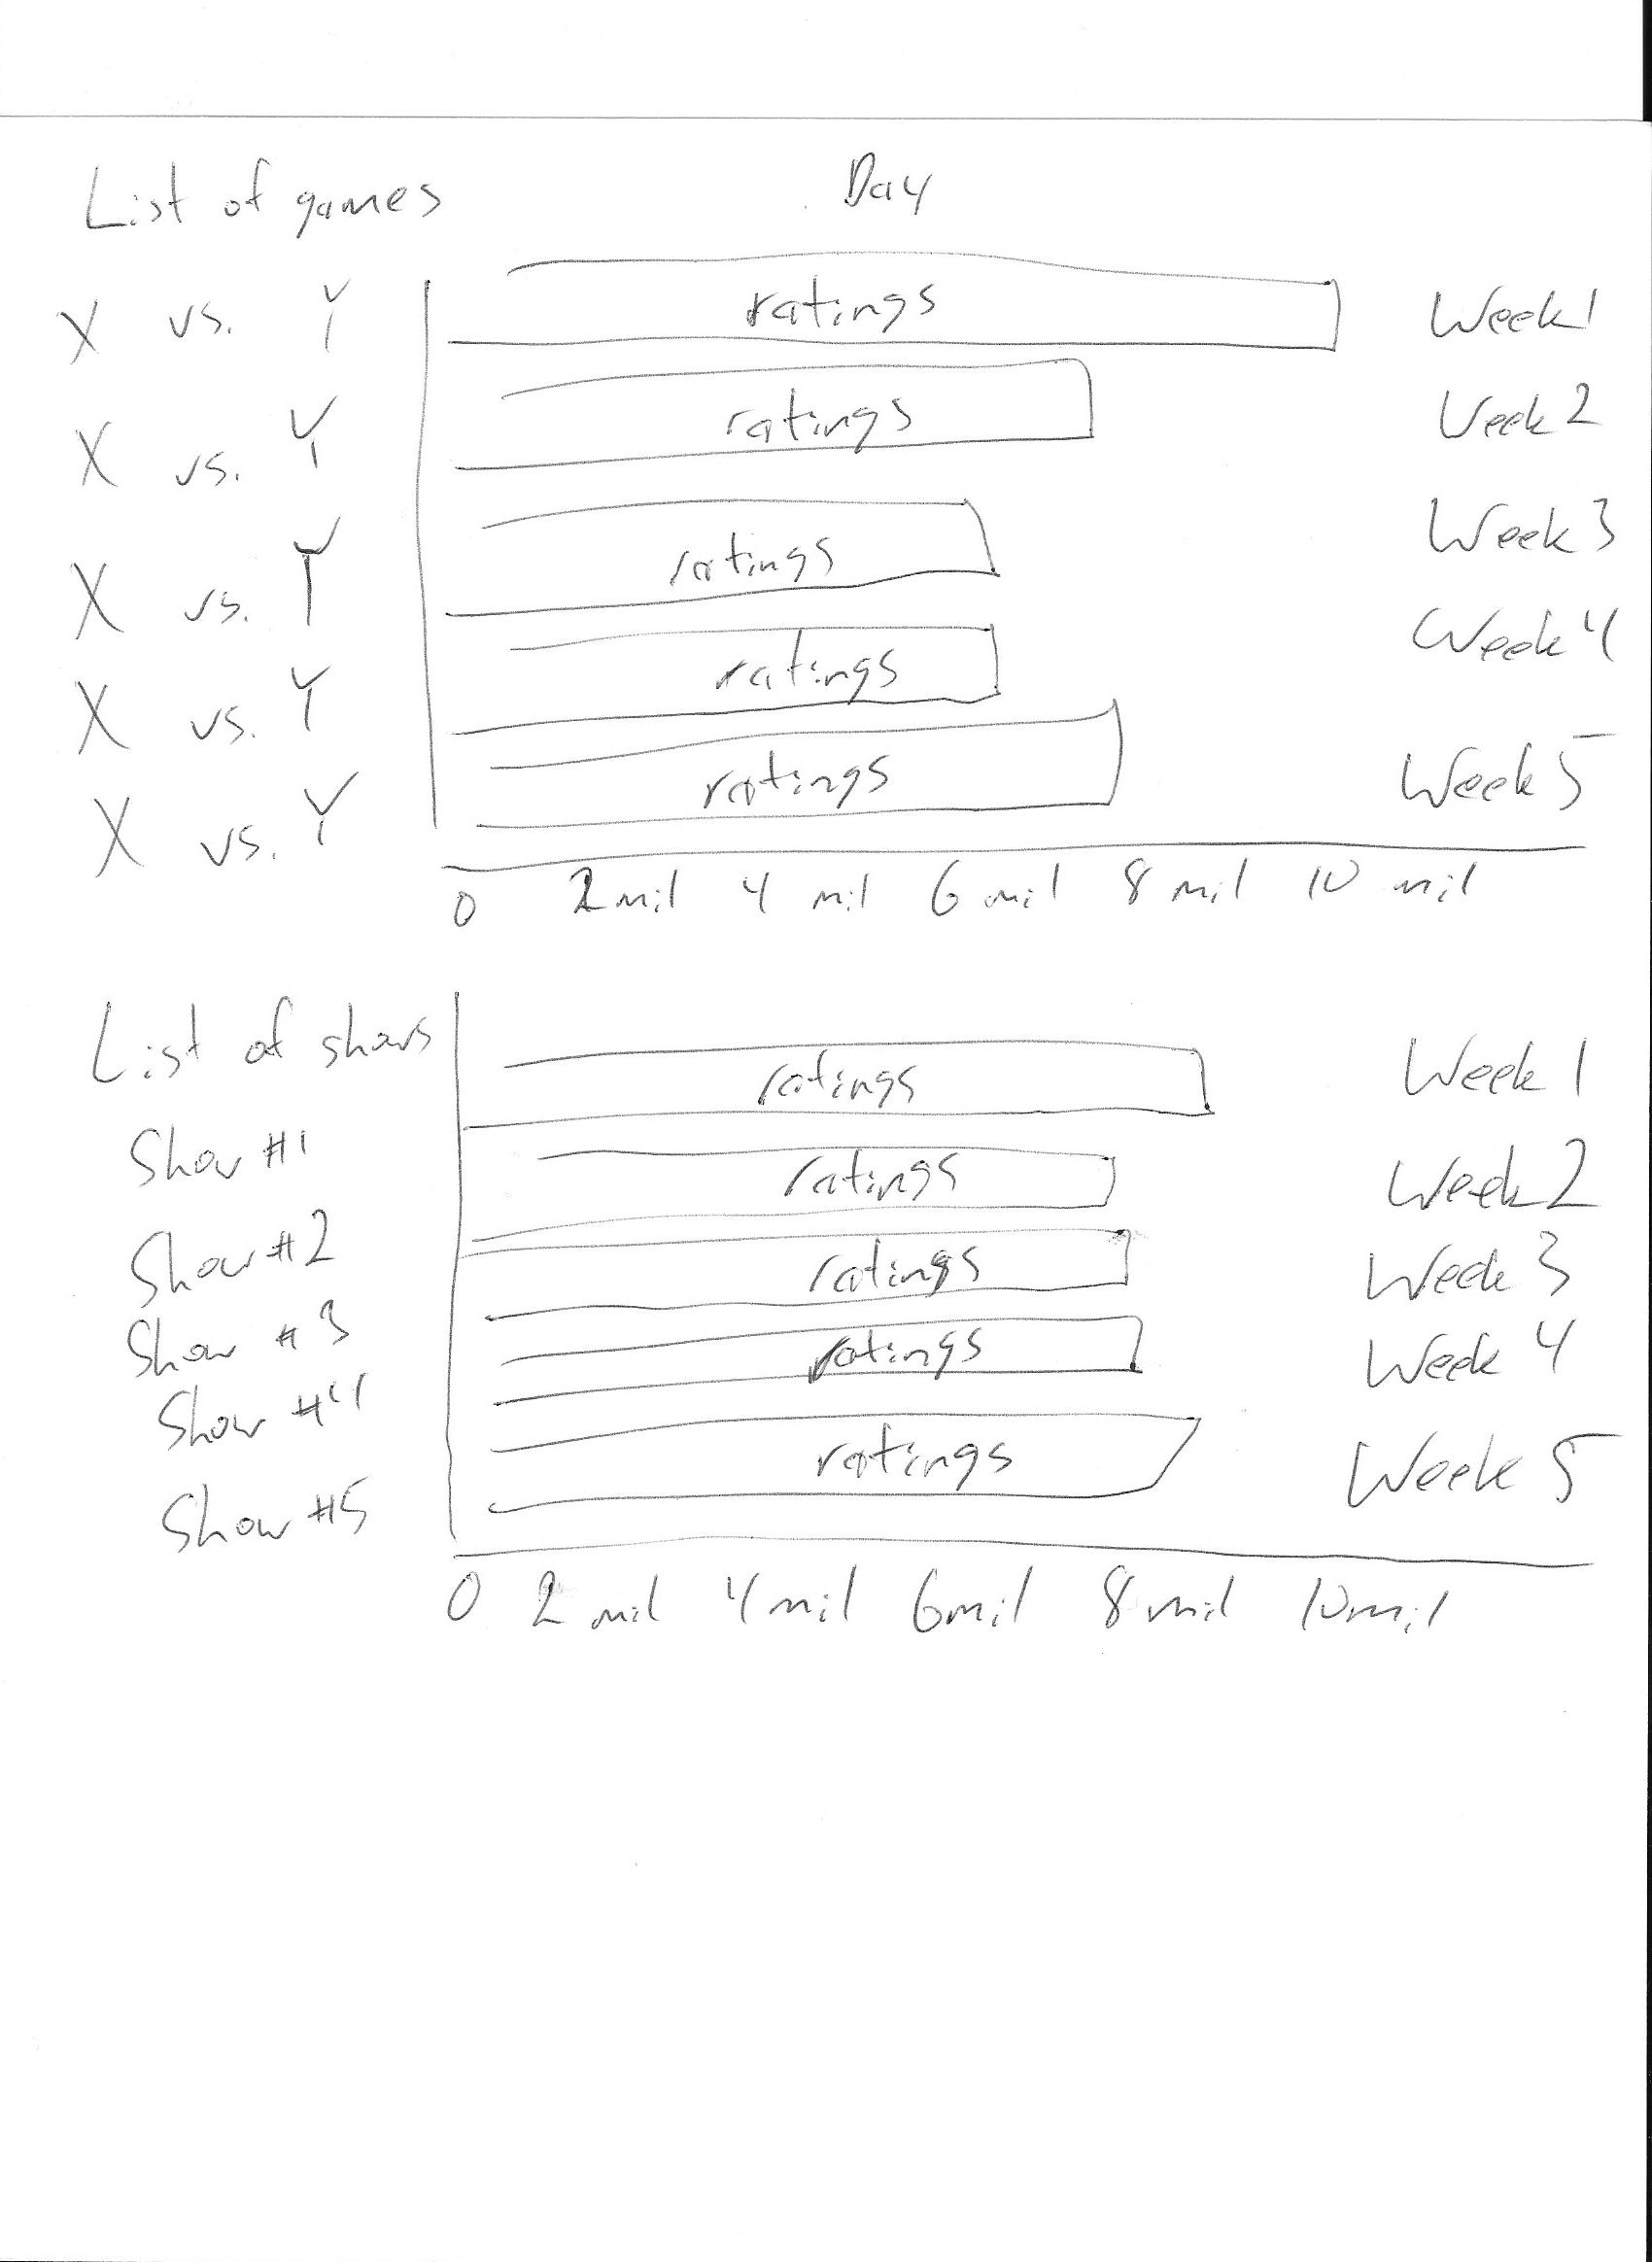 List of games Day
X vs. Y ratings Week 1
X vs. Y ratings Week 2
X vs. Y ratings Week 3
X vs. Y ratings Week 4
X vs. Y ratings Week 5
0 2 mil 4 mil 6 mil 8 mil 10 mil
List of shows ratings Week 1
Show #1 ratings Week 2
Show #2 ratings Week 3
Show #3 ratings Week 4
Show #4 ratings Week 5
Show #5
0 2 mil 4 mil 6 mil 8 mil 10 mil